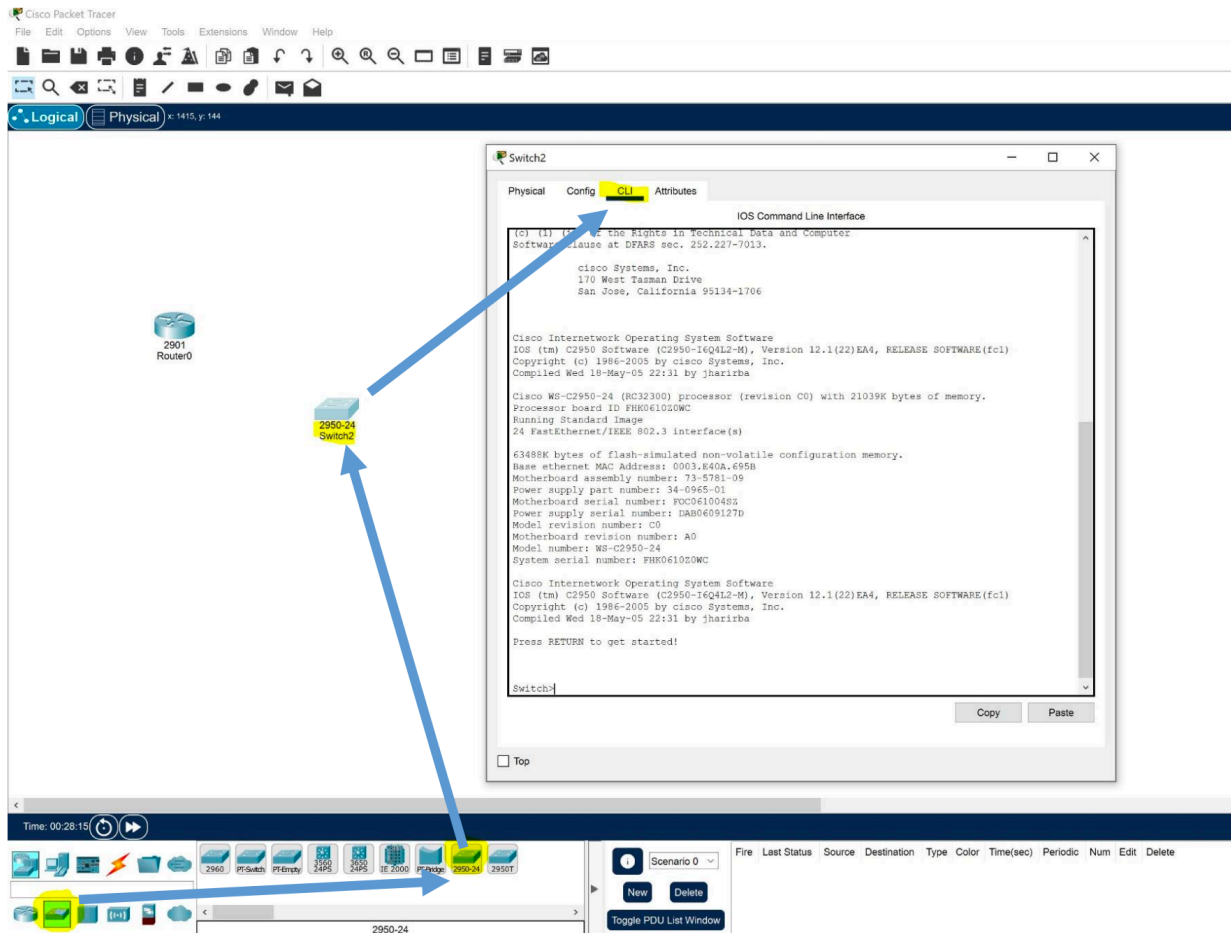 Cisco Packet Tracer
File Edit Options View Tools Extensions Window Help
Logical Physical x: 1415, y: 144
2901
Router0
2950-24
Switch2
Switch2
Physical Config CLI Attributes
IOS Command Line Interface
(c) (1) of the Rights in Technical Data and Computer
Software clause at DFARS sec. 252.227-7013.
cisco Systems, Inc.
170 West Tasman Drive
San Jose, California 95134-1706
Cisco Internetwork Operating System Software
IOS (tm) C2950 Software (C2950-I6Q4L2-M), Version 12.1(22)EA4, RELEASE SOFTWARE(fc1)
Copyright (c) 1986-2005 by cisco Systems, Inc.
Compiled Wed 18-May-05 22:31 by jharirba
Cisco WS-C2950-24 (RC32300) processor (revision C0) with 21039K bytes of memory.
Processor board ID FHK0610Z0WC
Running Standard Image
24 FastEthernet/IEEE 802.3 interface(s)
63488K bytes of flash-simulated non-volatile configuration memory.
Base ethernet MAC Address: 0003.E40A.695B
Motherboard assembly number: 73-5781-09
Power supply part number: 34-0965-01
Motherboard serial number: FOC061004SZ
Power supply serial number: DAB0609127D
Model revision number: C0
Motherboard revision number: A0
Model number: WS-C2950-24
System serial number: FHK0610Z0WC
Cisco Internetwork Operating System Software
IOS (tm) C2950 Software (C2950-I6Q4L2-M), Version 12.1(22)EA4, RELEASE SOFTWARE(fc1)
Copyright (c) 1986-2005 by cisco Systems, Inc.
Compiled Wed 18-May-05 22:31 by jharirba
Press RETURN to get started!
Switch>
Copy Paste
Top
Time: 00:28:15
2960 PT-Switch PT-Empty 3560 24PS 3650 24PS IE 2000 PT-Bridge 2950-24 2950T
2950-24
Scenario 0
New Delete
Toggle PDU List Window
Fire Last Status Source Destination Type Color Time(sec) Periodic Num Edit Delete